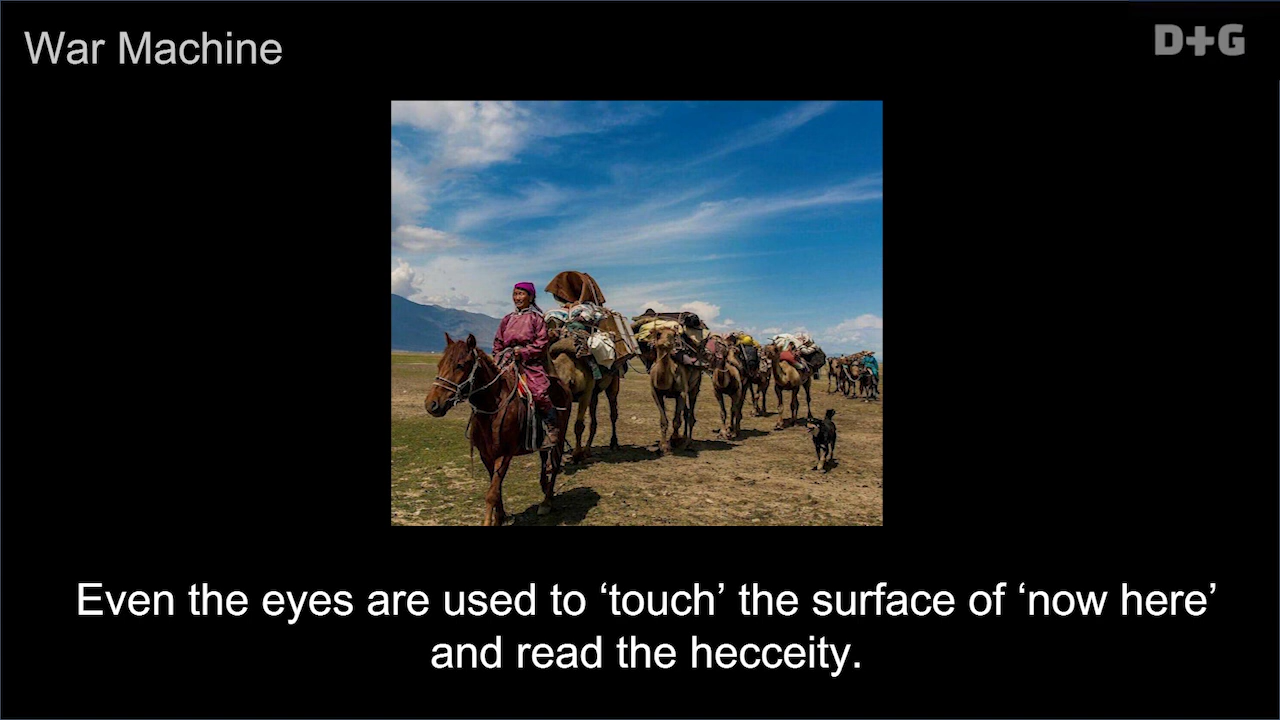 War Machine
D+G
Even the eyes are used to ‘touch’ the surface of ‘now here’
and read the hecceity.